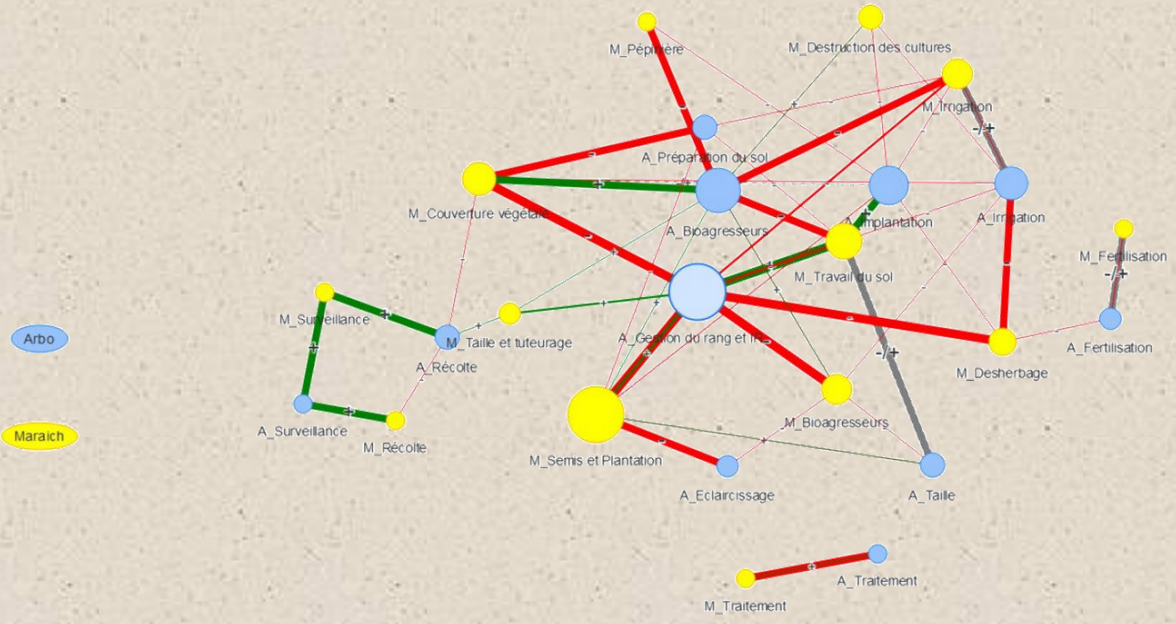 M_Pépinière
M_Destruction des cultures
M_Irrigation
-/+
A_Préparation du sol
M_Couverture végétale
A_Bioagresseurs
A_Implantation
A_Irrigation
M_Travail du sol
M_Fertilisation
-/+
A_Fertilisation
M_Surveillance
A_Récolte
M_Taille et tuteurage
A_Gestion du rang et
-/+
M_Desherbage
Arbo
Maraich
A_Surveillance
M_Récolte
M_Bioagresseurs
M_Semis et Plantation
A_Eclaircissage
A_Taille
A_Traitement
M_Traitement